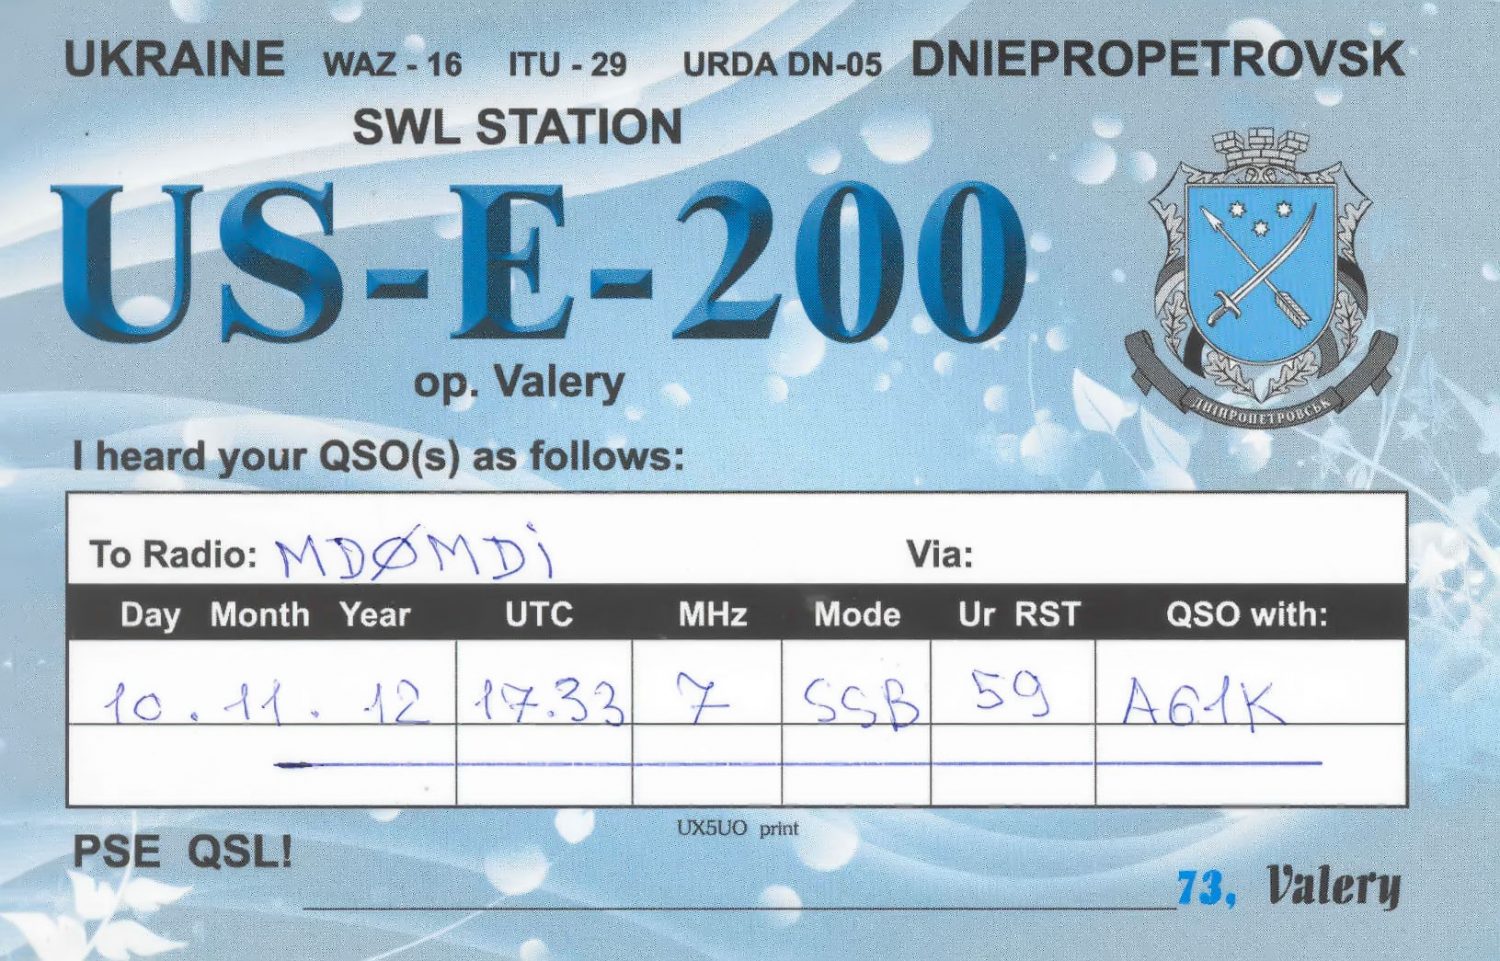 UKRAINE WAZ - 16 ITU - 29 URDA DN-05 DNIEPROPETROVSK
SWL STATION
US-E-200
op. Valery
ДНІПРОПЕТРОВСЬК
I heard your QSO(s) as follows:
To Radio: MDØMDi Via:
Day Month Year UTC MHz Mode Ur RST QSO with:
10. 11. 12 17.33 7 SSB 59 A61K
UX5UO print
PSE QSL!
73, Valery